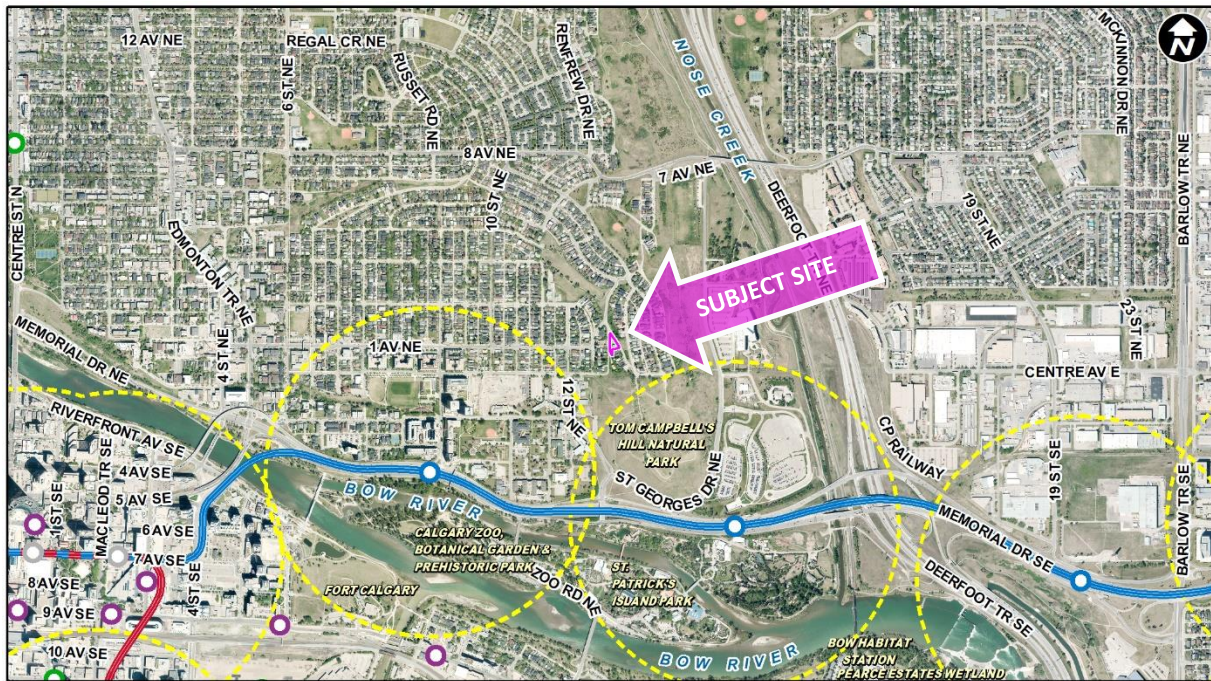 12 AV NE
REGAL CR NE
RUSSET RD NE
RENFREW DR NE
6 ST NE
NOSE CREEK
MCKINNON DR NE
BARLOW TR NE
N
8 AV NE
7 AV NE
10 ST NE
DEERFOOT TR NE
19 ST NE
CENTRE ST N
EDMONTON TR NE
SUBJECT SITE
23 ST NE
MEMORIAL DR NE
4 ST NE
1 AV NE
12 ST NE
CENTRE AV E
RIVERFRONT AV SE
TOM CAMPBELL'S
HILL NATURAL
PARK
CP RAILWAY
4 AV SE
5 AV SE
6 AV SE
7 AV SE
8 AV SE
9 AV SE
10 AV SE
1 ST SE
MACLEOD TR SE
4 ST SE
BOW RIVER
ST GEORGES DR NE
19 ST SE
BARLOW TR SE
MEMORIAL DR SE
CALGARY ZOO,
BOTANICAL GARDEN &
PREHISTORIC PARK
FORT CALGARY
ZOO RD NE
ST.
PATRICK'S
ISLAND PARK
DEERFOOT TR SE
BOW RIVER
BOW HABITAT
STATION
PEARCE ESTATES WETLAND